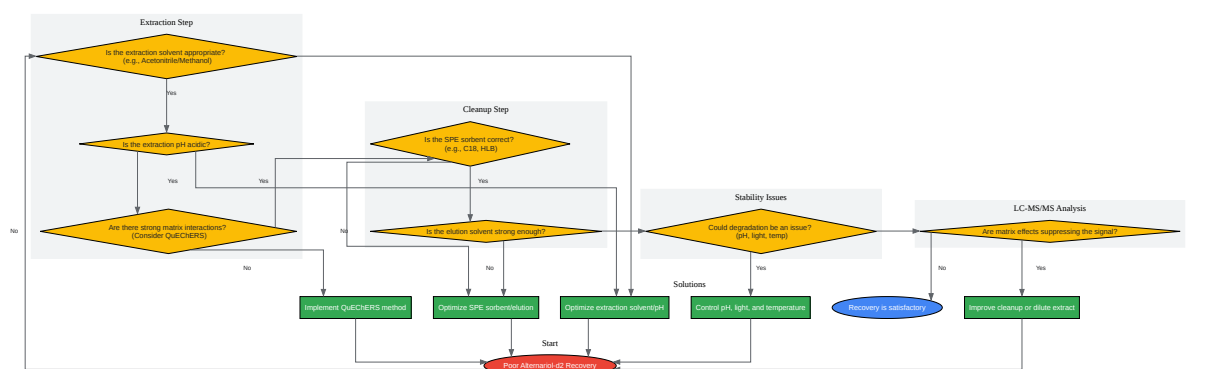 Extraction Step
Is the extraction solvent appropriate?
(e.g., Acetonitrile/Methanol)
Yes
Cleanup Step
Is the extraction pH acidic?
Is the SPE sorbent correct?
(e.g., C18, HLB)
Yes
Yes
Yes
Stability Issues
LC-MS/MS Analysis
Are there strong matrix interactions?
(Consider QuEChERS)
No
No
Is the elution solvent strong enough?
Could degradation be an issue?
(pH, light, temp)
Are matrix effects suppressing the signal?
No
No
Yes
No
Yes
Solutions
Implement QuEChERS method
Optimize SPE sorbent/elution
Optimize extraction solvent/pH
Control pH, light, and temperature
Recovery is satisfactory
Improve cleanup or dilute extract
Start
Poor Alternariol-d2 Recovery